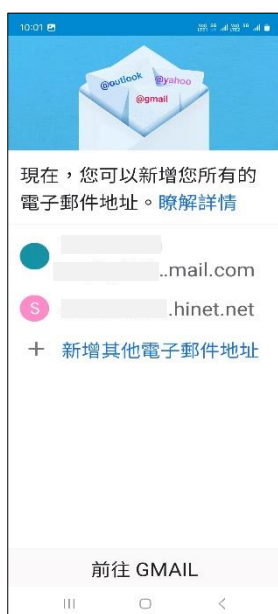 10:01
@outlook @yahoo
@gmail
現在，您可以新增您所有的
電子郵件地址。瞭解詳情
..mail.com
S .hinet.net
+ 新增其他電子郵件地址
前往 GMAIL